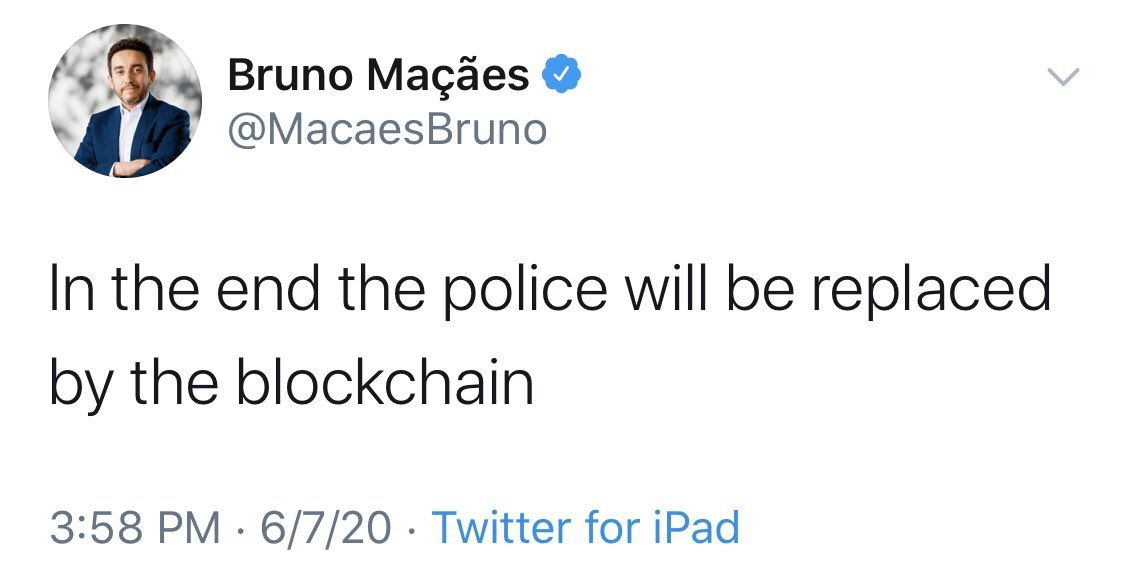 Bruno Maçães
@MacaesBruno
In the end the police will be replaced
by the blockchain
3:58 PM · 6/7/20 · Twitter for iPad